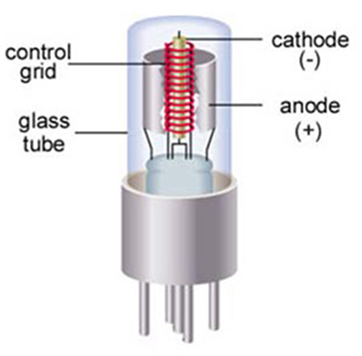 control
grid
glass
tube
cathode
(-)
anode
(+)